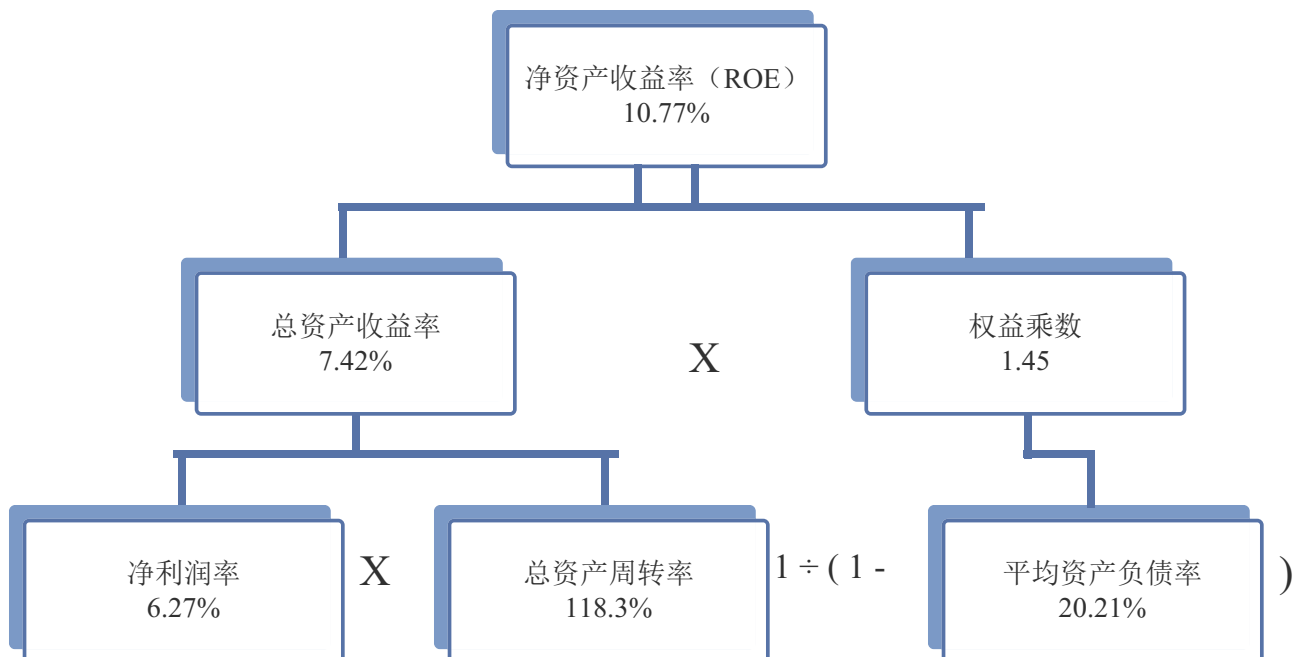 净资产收益率（ROE）
10.77%
总资产收益率
7.42%
X
权益乘数
1.45
净利润率
6.27%
X
总资产周转率
118.3%
1 ÷ ( 1 -
平均资产负债率
20.21%
)